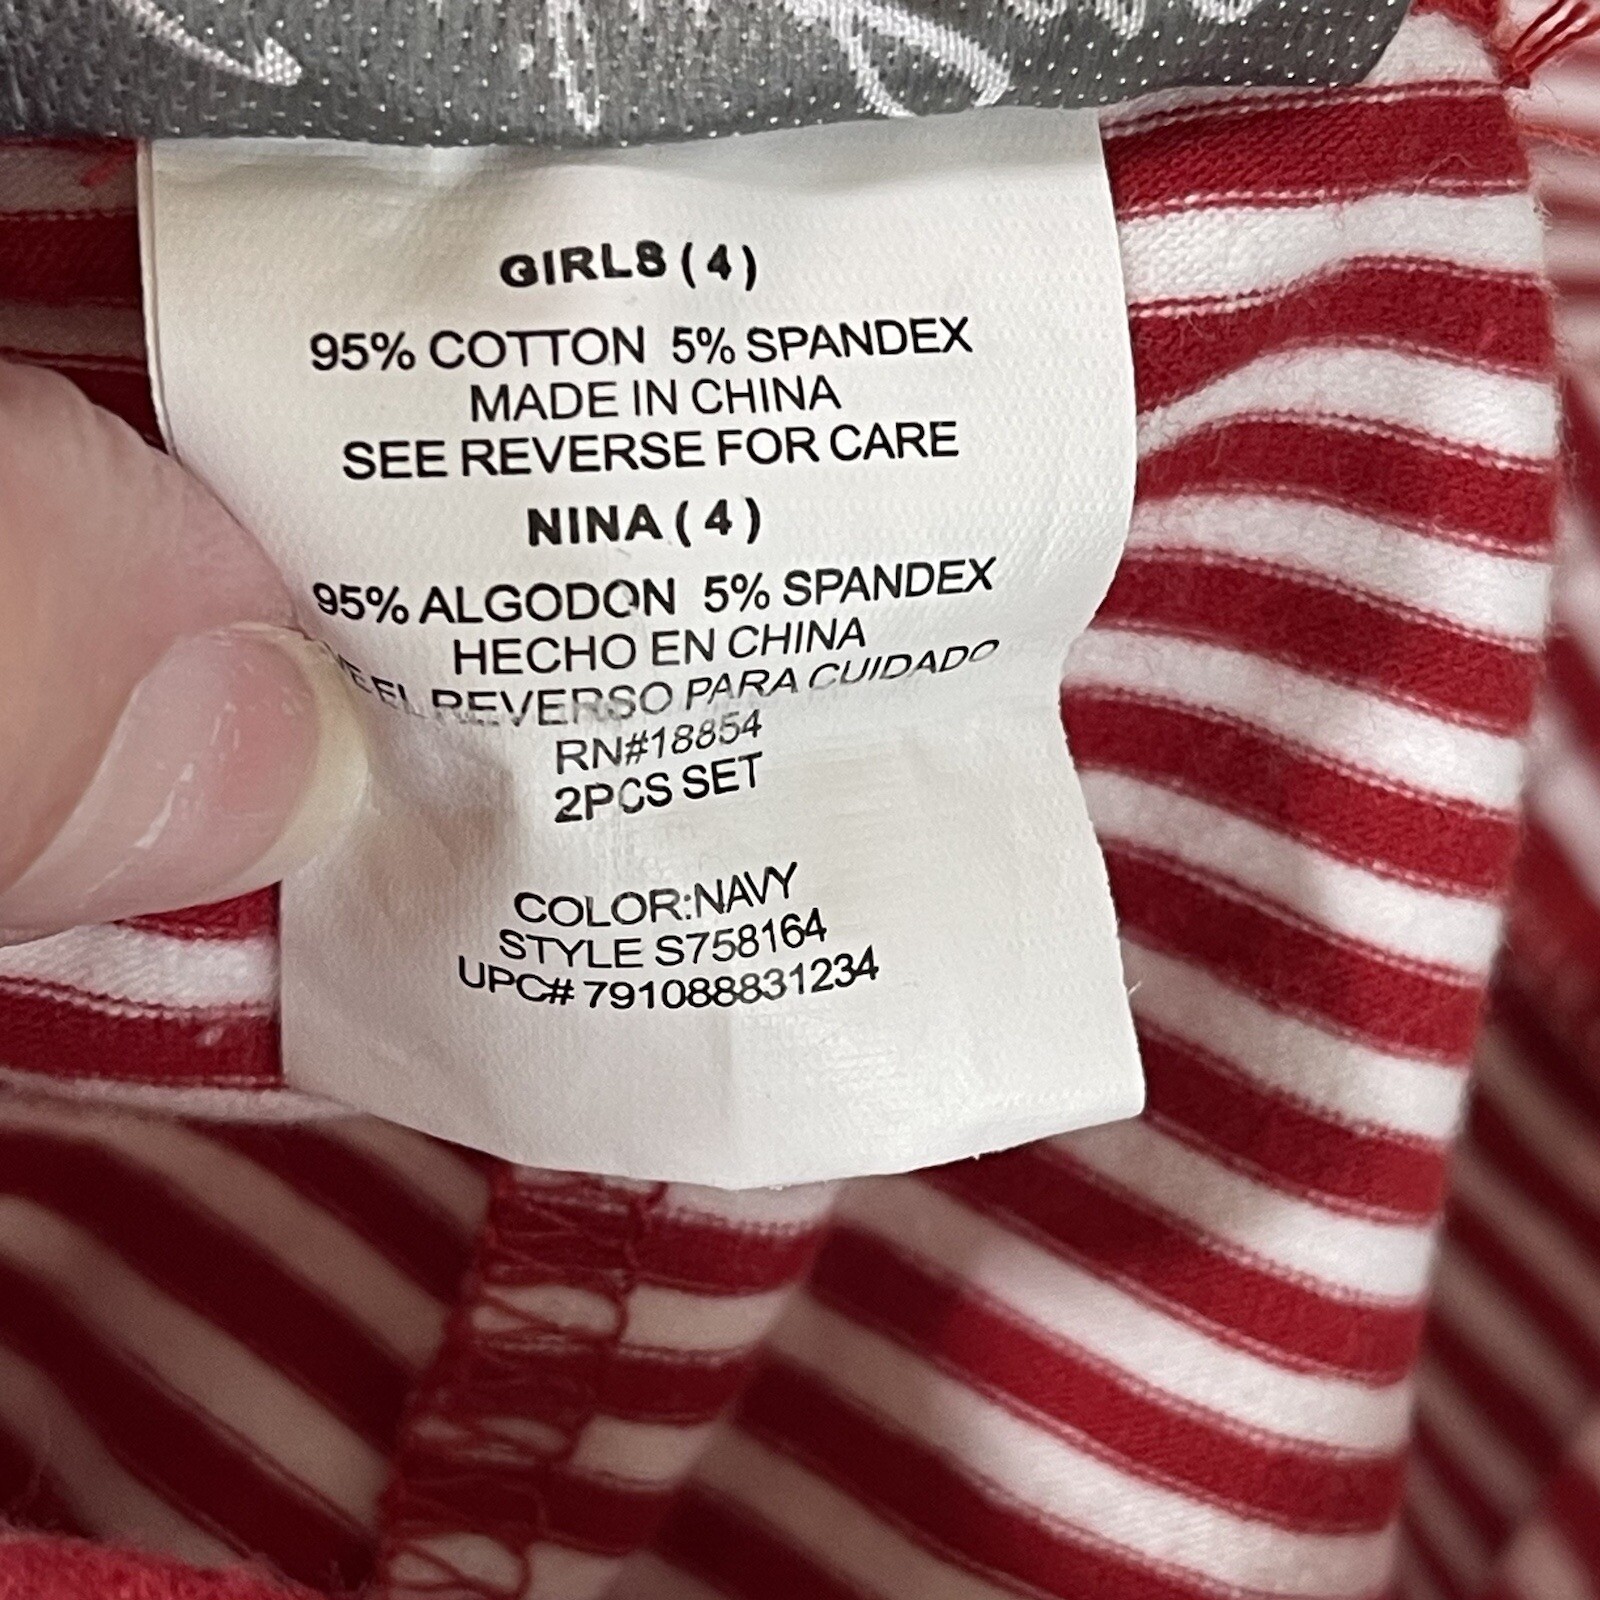 GIRLS (4)
95% COTTON 5% SPANDEX
MADE IN CHINA
SEE REVERSE FOR CARE
NINA (4)
95% ALGODON 5% SPANDEX
HECHO EN CHINA
EL REVERSO PARA CUIDADO
RN#18854
2PCS SET
COLOR:NAVY
STYLE S758164
UPC# 791088831234